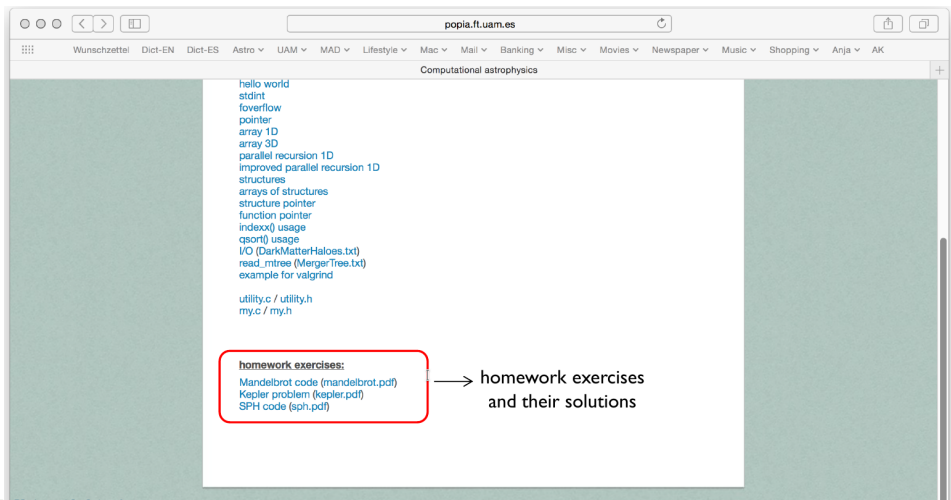 popia.ft.uam.es
Wunschzettel Dict-EN Dict-ES Astro UAM MAD Lifestyle Mac Mail Banking Misc Movies Newspaper Music Shopping Anja AK
Computational astrophysics
hello world
stdint
foverflow
pointer
array 1D
array 3D
parallel recursion 1D
improved parallel recursion 1D
structures
arrays of structures
structure pointer
function pointer
indexx() usage
qsort() usage
I/O (DarkMatterHaloes.txt)
read_mtree (MergerTree.txt)
example for valgrind
utility.c / utility.h
my.c / my.h
homework exercises:
Mandelbrot code (mandelbrot.pdf)
Kepler problem (kepler.pdf)
SPH code (sph.pdf)
homework exercises
and their solutions